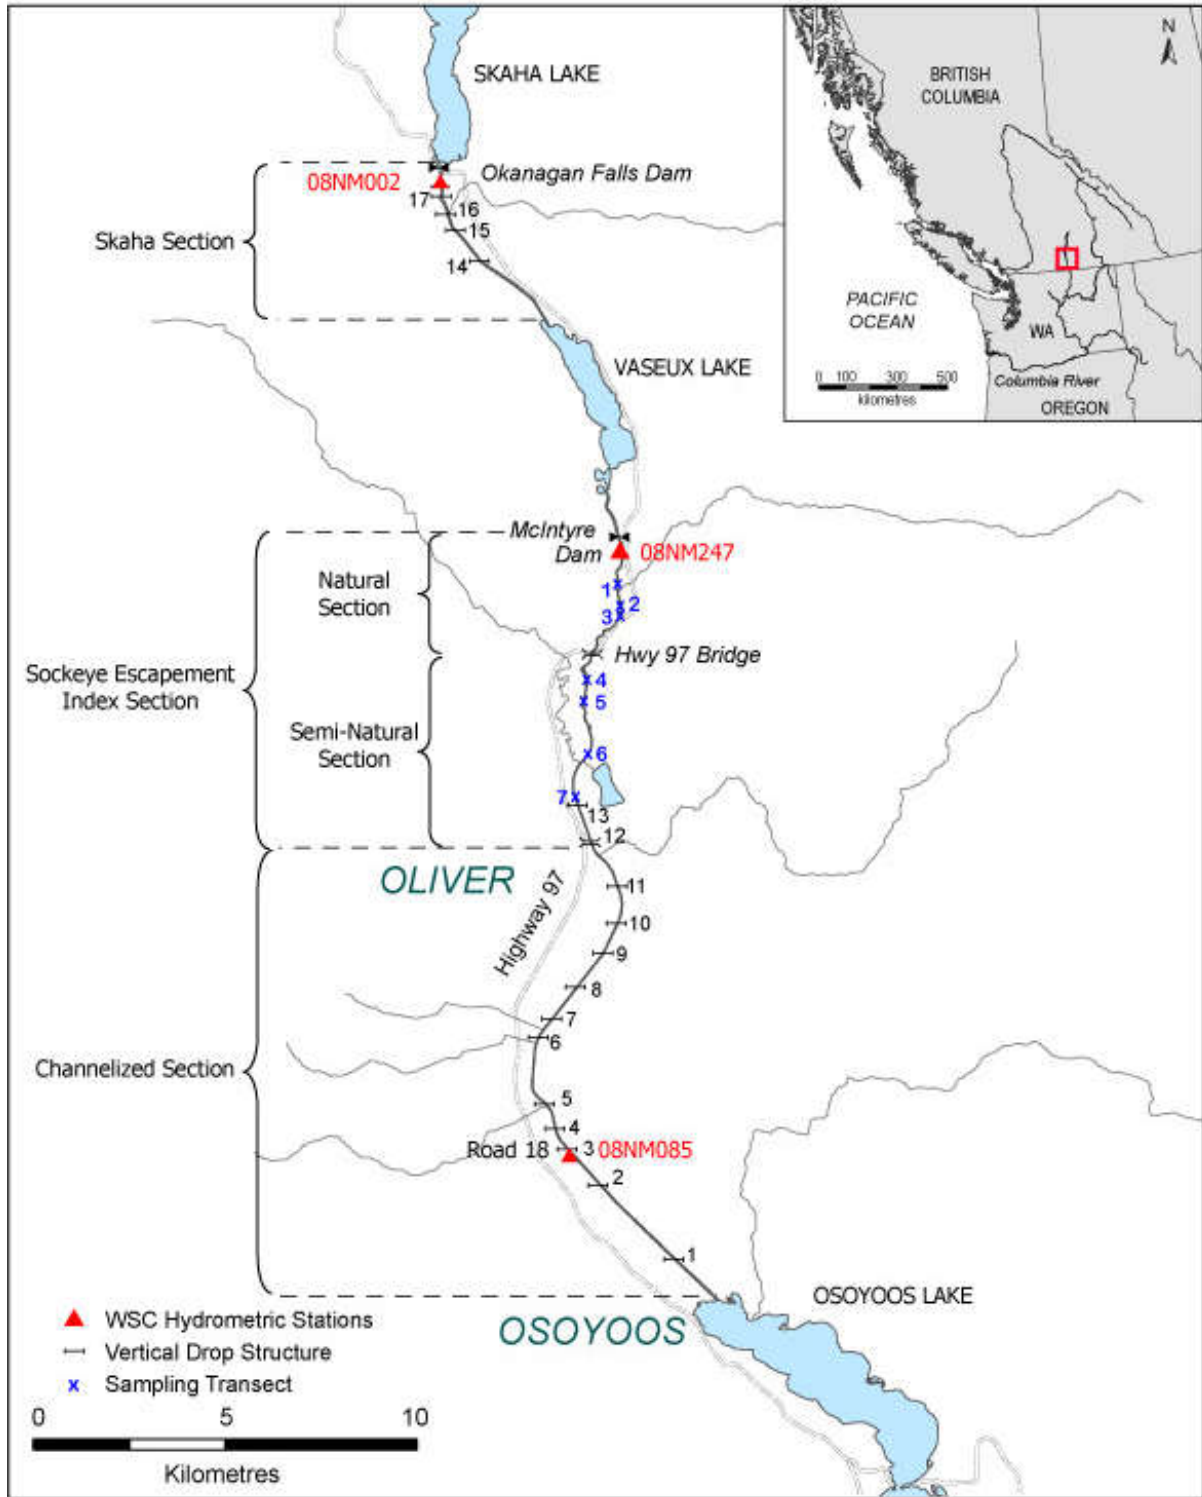 SKAHA LAKE
N
BRITISH
COLUMBIA
PACIFIC
OCEAN
WA
0 100 300 500
kilometres
Columbia River
OREGON
Okanagan Falls Dam
08NM002
17
16
15
14
Skaha Section
VASEUX LAKE
McIntyre
Dam
08NM247
1
2
3
Natural
Section
Hwy 97 Bridge
Sockeye Escapement
Index Section
4
5
Semi-Natural
Section
6
7
13
12
OLIVER
11
Highway 97
10
9
8
7
6
Channelized Section
5
4
Road 18
3
08NM085
2
1
OSOYOOS LAKE
OSOYOOS
WSC Hydrometric Stations
Vertical Drop Structure
Sampling Transect
0 5 10
Kilometres